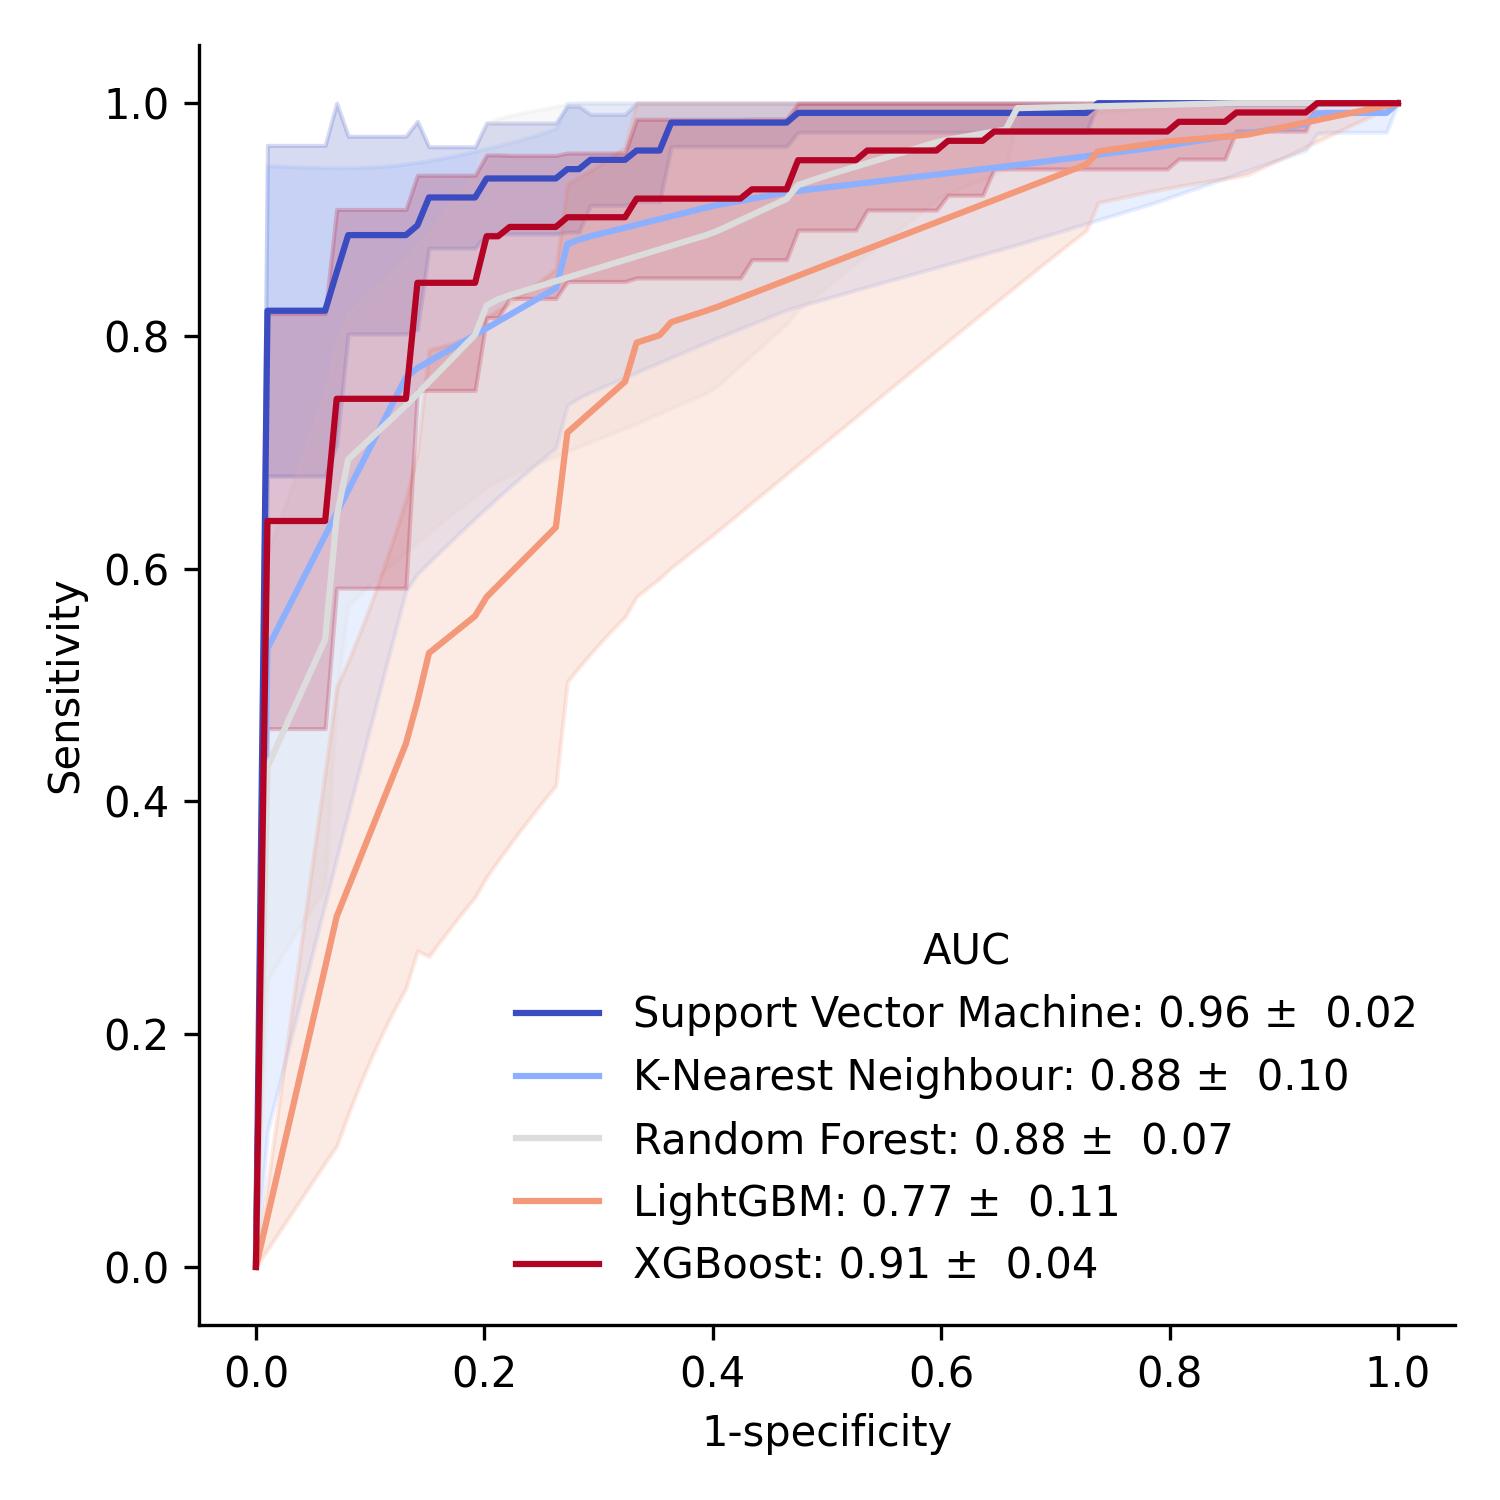 1.0
0.8
0.6
0.4
0.2
0.0
Sensitivity
AUC
Support Vector Machine: 0.96 ± 0.02
K-Nearest Neighbour: 0.88 ± 0.10
Random Forest: 0.88 ± 0.07
LightGBM: 0.77 ± 0.11
XGBoost: 0.91 ± 0.04
0.0 0.2 0.4 0.6 0.8 1.0
1-specificity